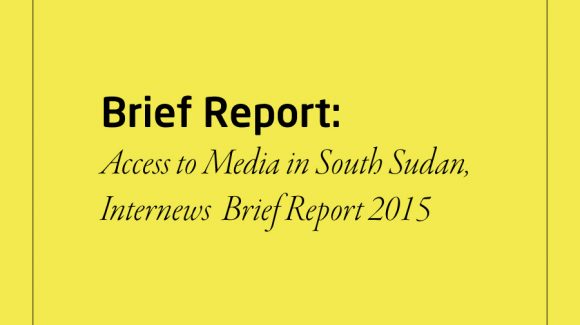 Brief Report:
Access to Media in South Sudan,
Internews Brief Report 2015